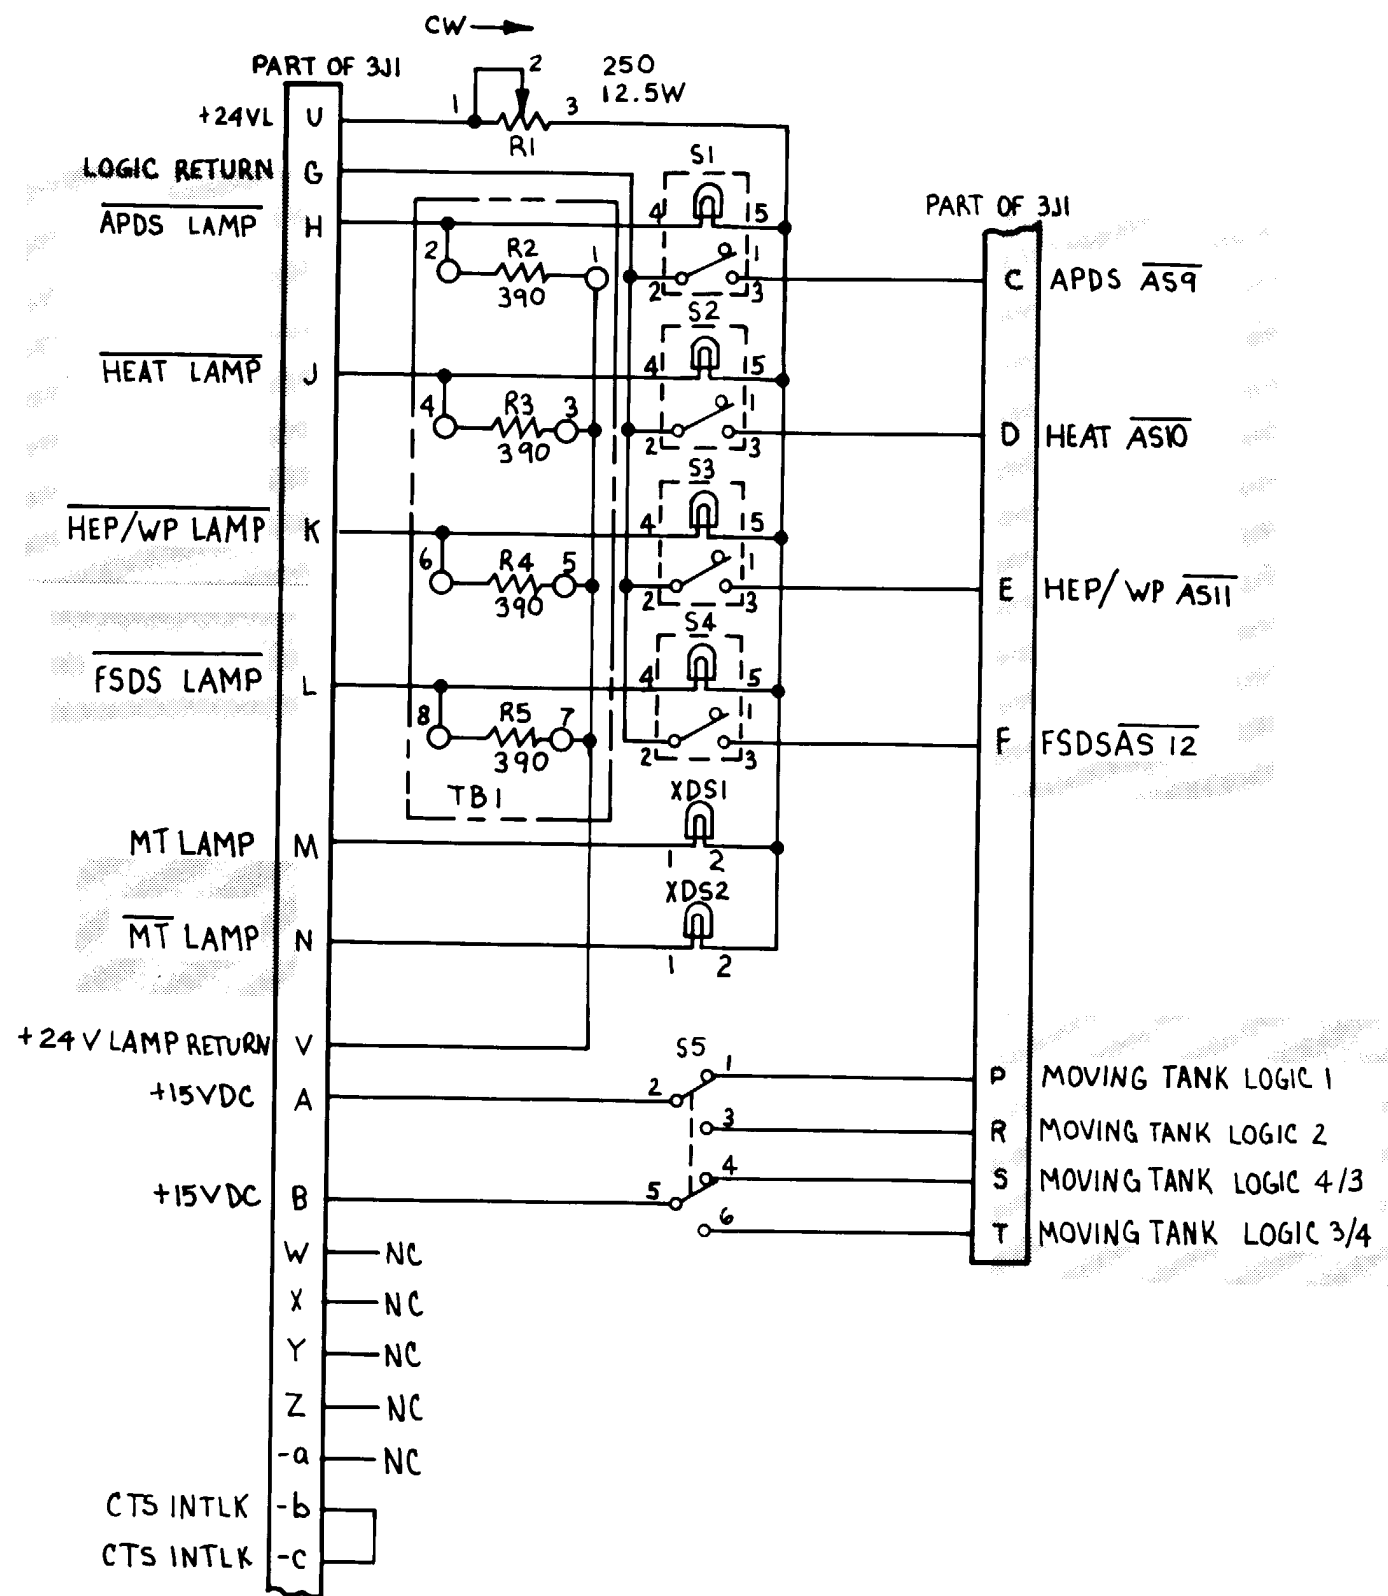 CW
PART OF 3J1
2
250
12.5W
+24VL U 1 3
R1
LOGIC RETURN G
S1
APDS LAMP H 4 5
PART OF 3J1
2 R2 1
390
2 1 3
C APDS AS9
S2
HEAT LAMP J 4 5
4 R3 3
390
2 1 3
D HEAT AS10
S3
HEP/WP LAMP K 4 5
6 R4 5
390
2 1 3
E HEP/WP AS11
S4
FSDS LAMP L 4 5
8 R5 7
390
2 1 3
F FSDS AS 12
TB1
XDS1
MT LAMP M
1 2
XDS2
MT LAMP N
1 2
+24V LAMP RETURN V
S5
+15VDC A 2 1
P MOVING TANK LOGIC 1
3 R MOVING TANK LOGIC 2
+15VDC B 5 4
S MOVING TANK LOGIC 4/3
6 T MOVING TANK LOGIC 3/4
W NC
X NC
Y NC
Z NC
-a NC
CTS INTLK -b
CTS INTLK -c